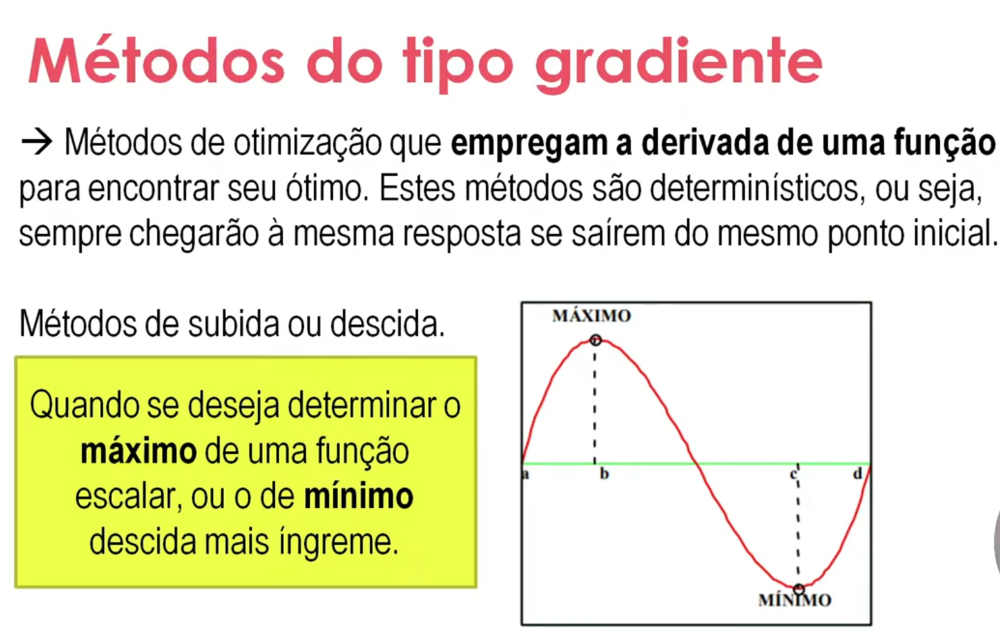 Métodos do tipo gradiente
→ Métodos de otimização que empregam a derivada de uma função
para encontrar seu ótimo. Estes métodos são determinísticos, ou seja,
sempre chegarão à mesma resposta se saírem do mesmo ponto inicial.
Métodos de subida ou descida.
Quando se deseja determinar o
máximo de uma função
escalar, ou o de mínimo
descida mais íngreme.
MÁXIMO
a b c d
MÍNIMO